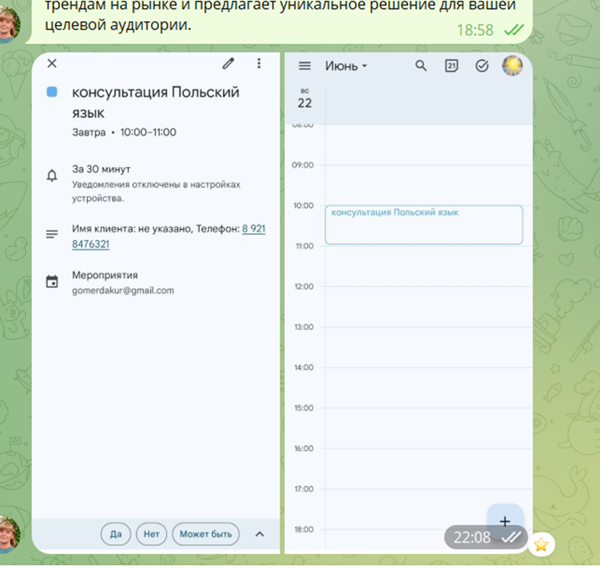 трендам на рынке и предлагает уникальное решение для вашей
целевой аудитории.
18:58
консультация Польский
язык
Завтра • 10:00–11:00
За 30 минут
Уведомления отключены в настройках
устройства.
Имя клиента: не указано, Телефон: 8 921
8476321
Мероприятия
gomerdakur@gmail.com
Да
Нет
Может быть
Июнь
21
вс
22
08:00
09:00
10:00
консультация Польский язык
11:00
12:00
13:00
14:00
15:00
16:00
17:00
18:00
22:08